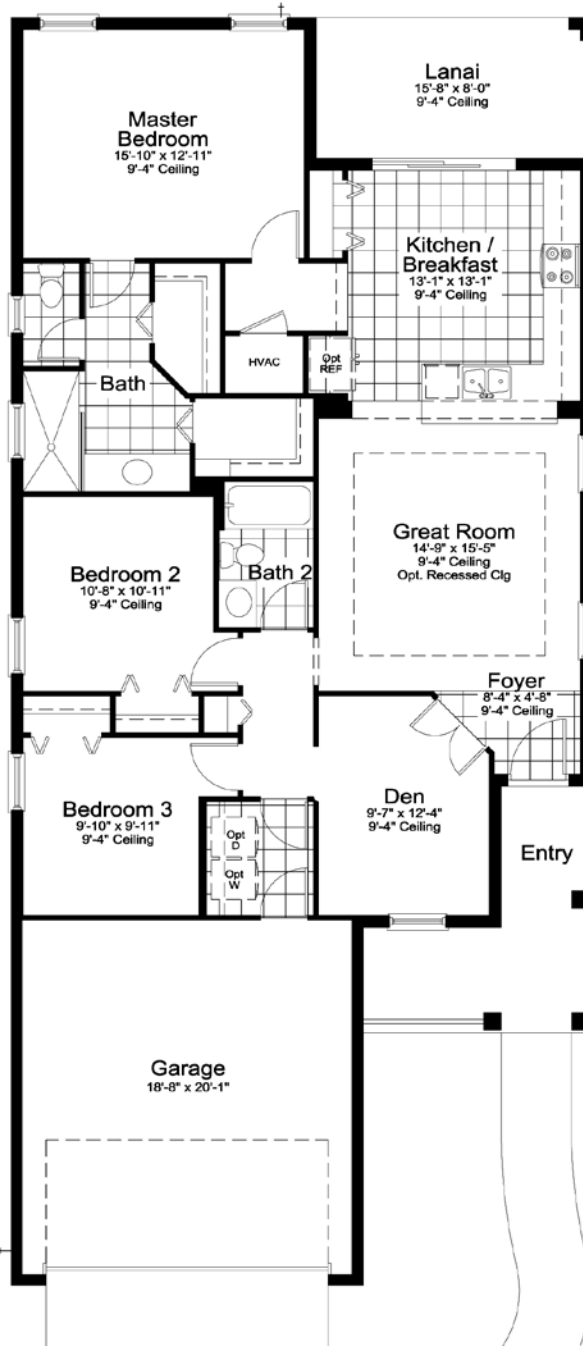 Lanai
15'-8" x 8'-0"
9'-4" Ceiling
Master
Bedroom
15'-10" x 12'-11"
9'-4" Ceiling
Kitchen /
Breakfast
13'-1" x 13'-1"
9'-4" Ceiling
HVAC
Opt
REF
Bath
Great Room
14'-9" x 15'-5"
9'-4" Ceiling
Opt. Recessed Clg
Bedroom 2
10'-8" x 10'-11"
9'-4" Ceiling
Bath 2
Foyer
8'-4" x 4'-8"
9'-4" Ceiling
Bedroom 3
9'-10" x 9'-11"
9'-4" Ceiling
Den
9'-7" x 12'-4"
9'-4" Ceiling
Opt
D
Opt
W
Entry
Garage
18'-8" x 20'-1"